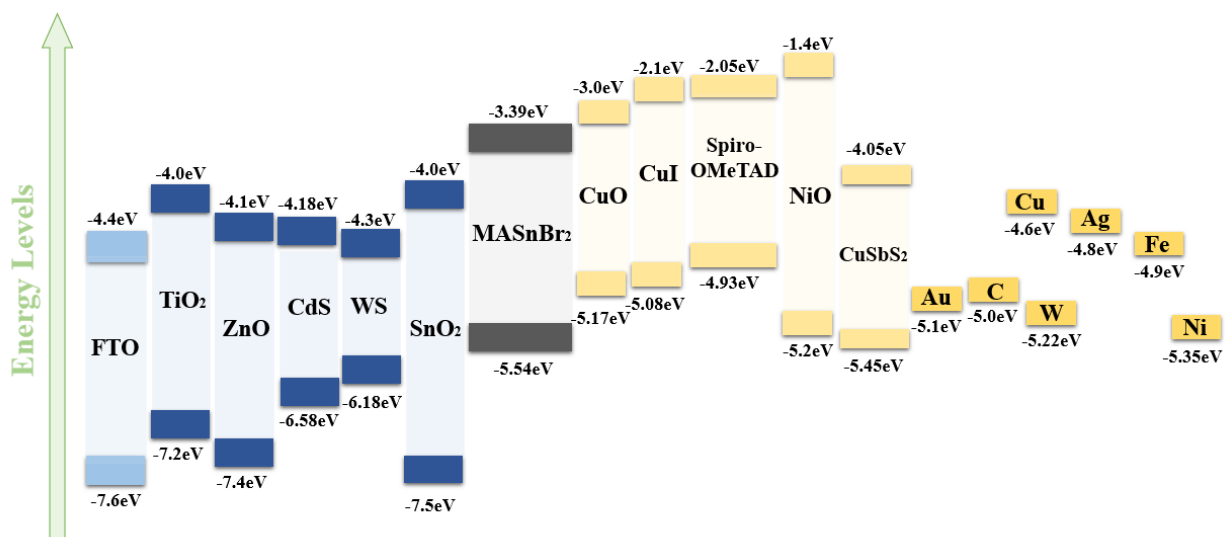 Energy Levels
-4.4eV
FTO
-7.6eV
-4.0eV
TiO₂
-7.2eV
-4.1eV
ZnO
-7.4eV
-4.18eV
CdS
-6.58eV
-4.3eV
WS
-6.18eV
-4.0eV
SnO₂
-7.5eV
-3.39eV
MASnBr₂
-5.54eV
-3.0eV
CuO
-5.17eV
-2.1eV
CuI
-5.08eV
-2.05eV
Spiro-
OMeTAD
-4.93eV
-1.4eV
NiO
-5.2eV
-4.05eV
CuSbS₂
-5.45eV
Au
-5.1eV
C
-5.0eV
Cu
-4.6eV
W
-5.22eV
Ag
-4.8eV
Fe
-4.9eV
Ni
-5.35eV